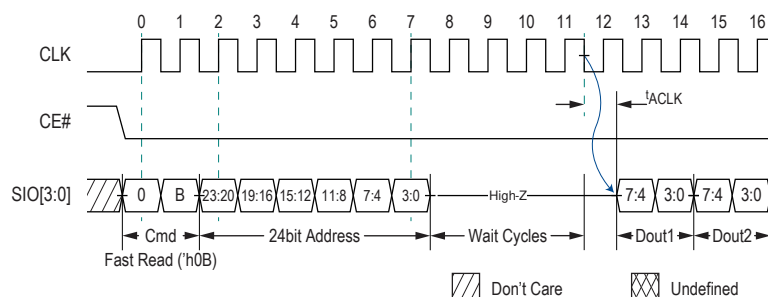 0 1 2 3 4 5 6 7 8 9 10 11 12 13 14 15 16
CLK
tACLK
CE#
SIO[3:0] 0 B 23:20 19:16 15:12 11:8 7:4 3:0 High-Z 7:4 3:0 7:4 3:0
Cmd 24bit Address Wait Cycles Dout1 Dout2
Fast Read ('h0B)
Don't Care Undefined